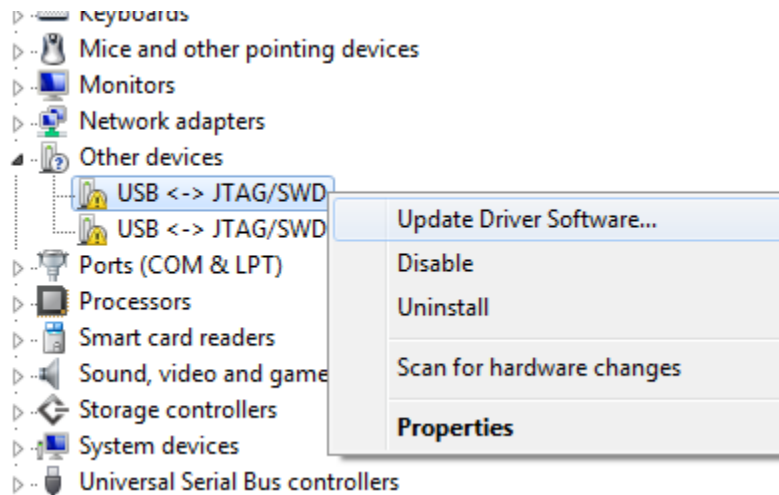 Keyboards
Mice and other pointing devices
Monitors
Network adapters
Other devices
USB <-> JTAG/SWD
USB <-> JTAG/SWD
Ports (COM & LPT)
Processors
Smart card readers
Sound, video and game
Storage controllers
System devices
Universal Serial Bus controllers
Update Driver Software...
Disable
Uninstall
Scan for hardware changes
Properties